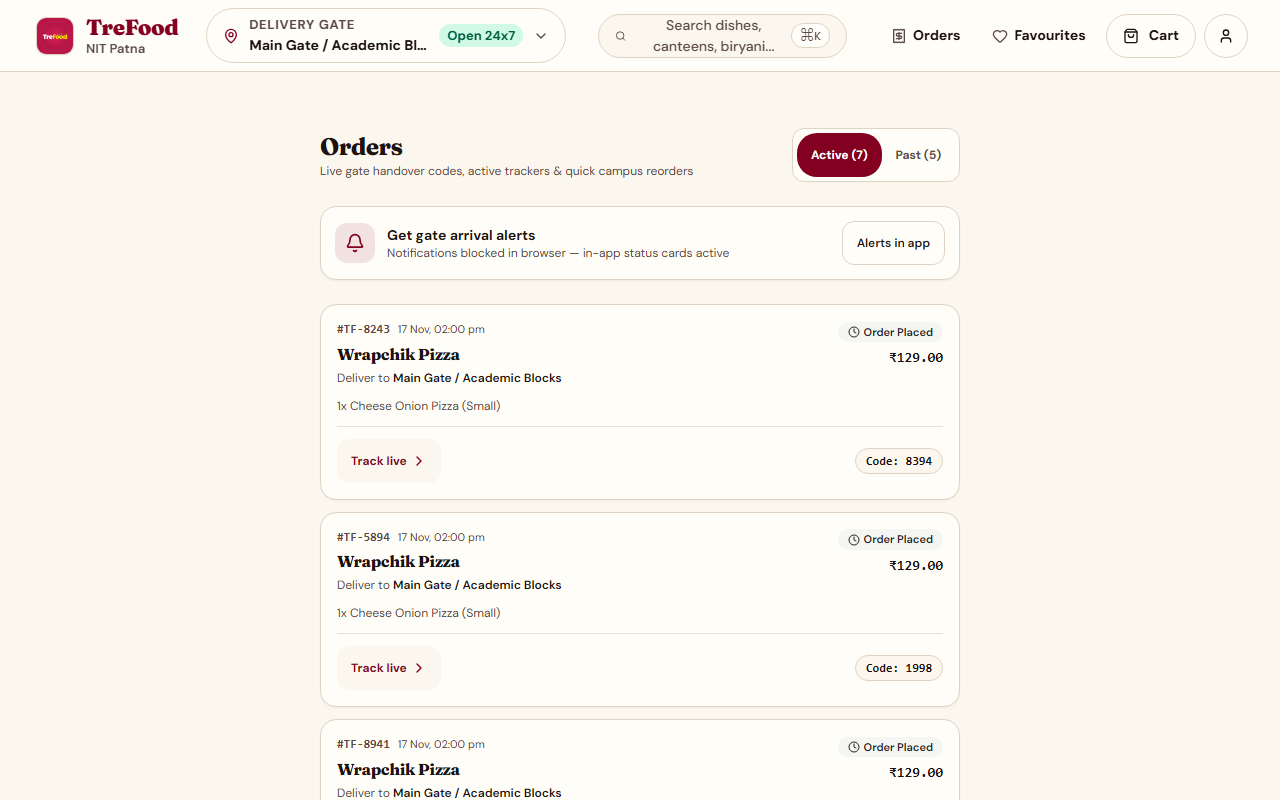 TreFood
TreFood
NIT Patna
DELIVERY GATE
Main Gate / Academic Bl...
Open 24x7
Search dishes,
canteens, biryani...
⌘K
Orders
Favourites
Cart
Orders
Live gate handover codes, active trackers & quick campus reorders
Active (7)
Past (5)
Get gate arrival alerts
Notifications blocked in browser — in-app status cards active
Alerts in app
#TF-8243 17 Nov, 02:00 pm
Order Placed
Wrapchik Pizza
₹129.00
Deliver to Main Gate / Academic Blocks
1x Cheese Onion Pizza (Small)
Track live
Code: 8394
#TF-5894 17 Nov, 02:00 pm
Order Placed
Wrapchik Pizza
₹129.00
Deliver to Main Gate / Academic Blocks
1x Cheese Onion Pizza (Small)
Track live
Code: 1998
#TF-8941 17 Nov, 02:00 pm
Order Placed
Wrapchik Pizza
₹129.00
Deliver to Main Gate / Academic Blocks